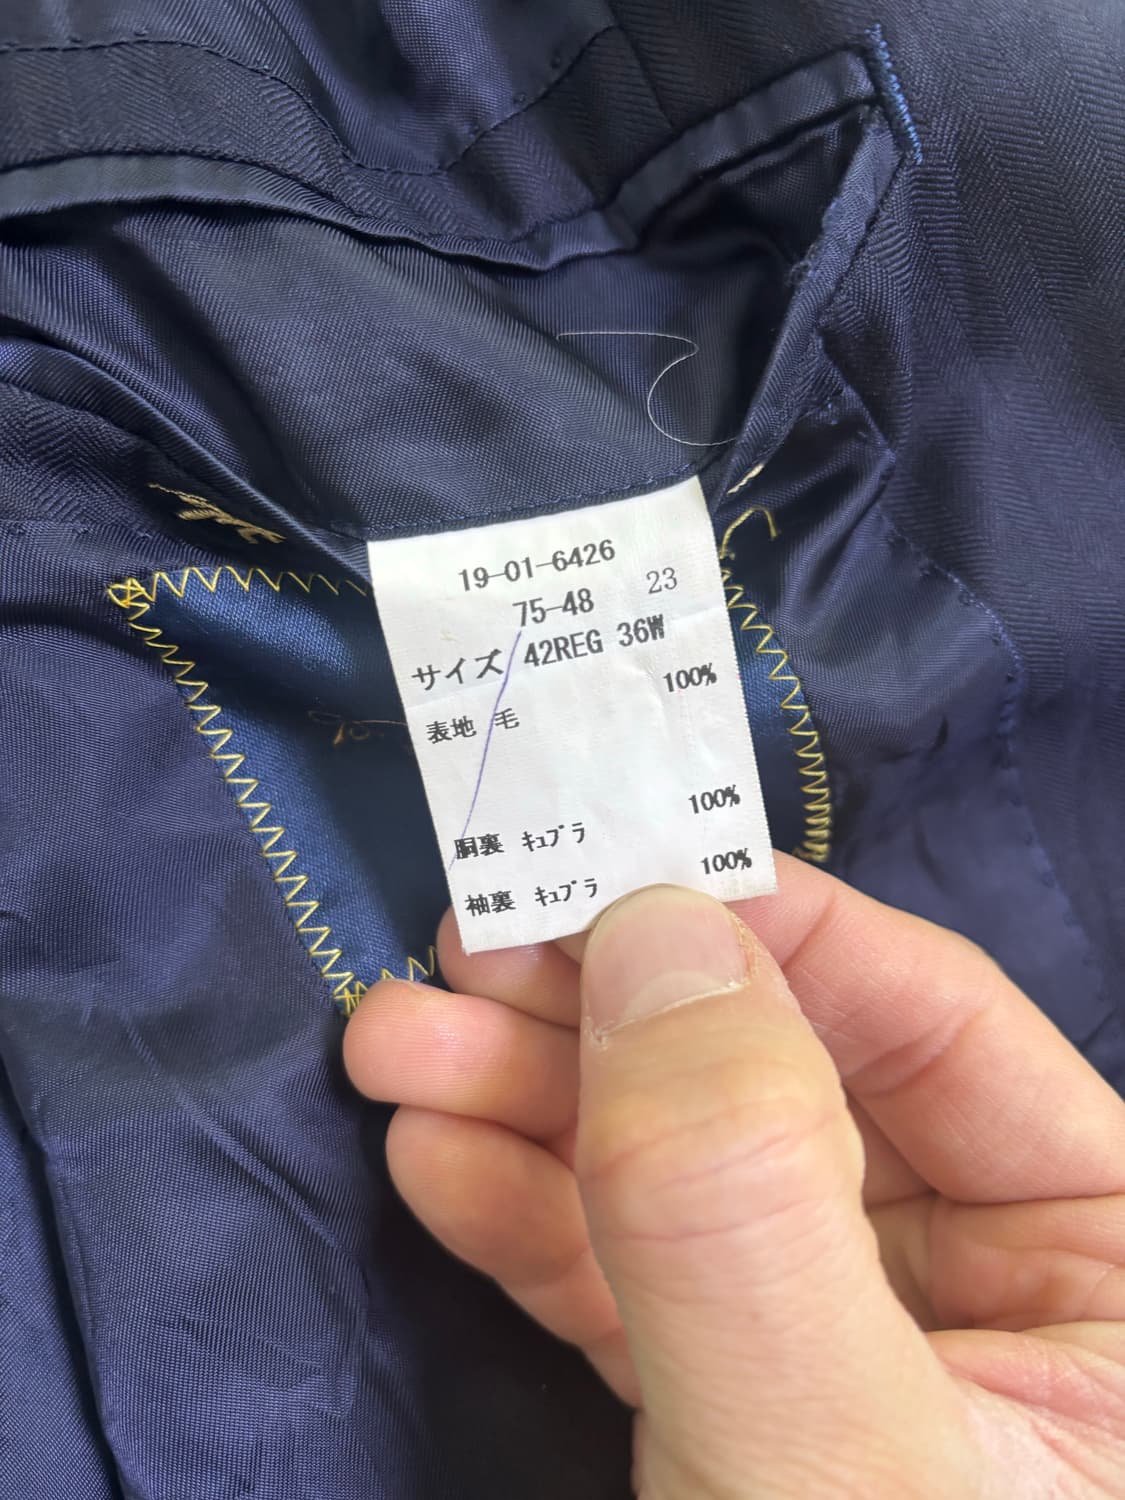 19-01-6426
75-48 23
サイズ 42REG 36W
表地 毛 100%
胴裏 ｷｭﾌﾟﾗ 100%
袖裏 ｷｭﾌﾟﾗ 100%